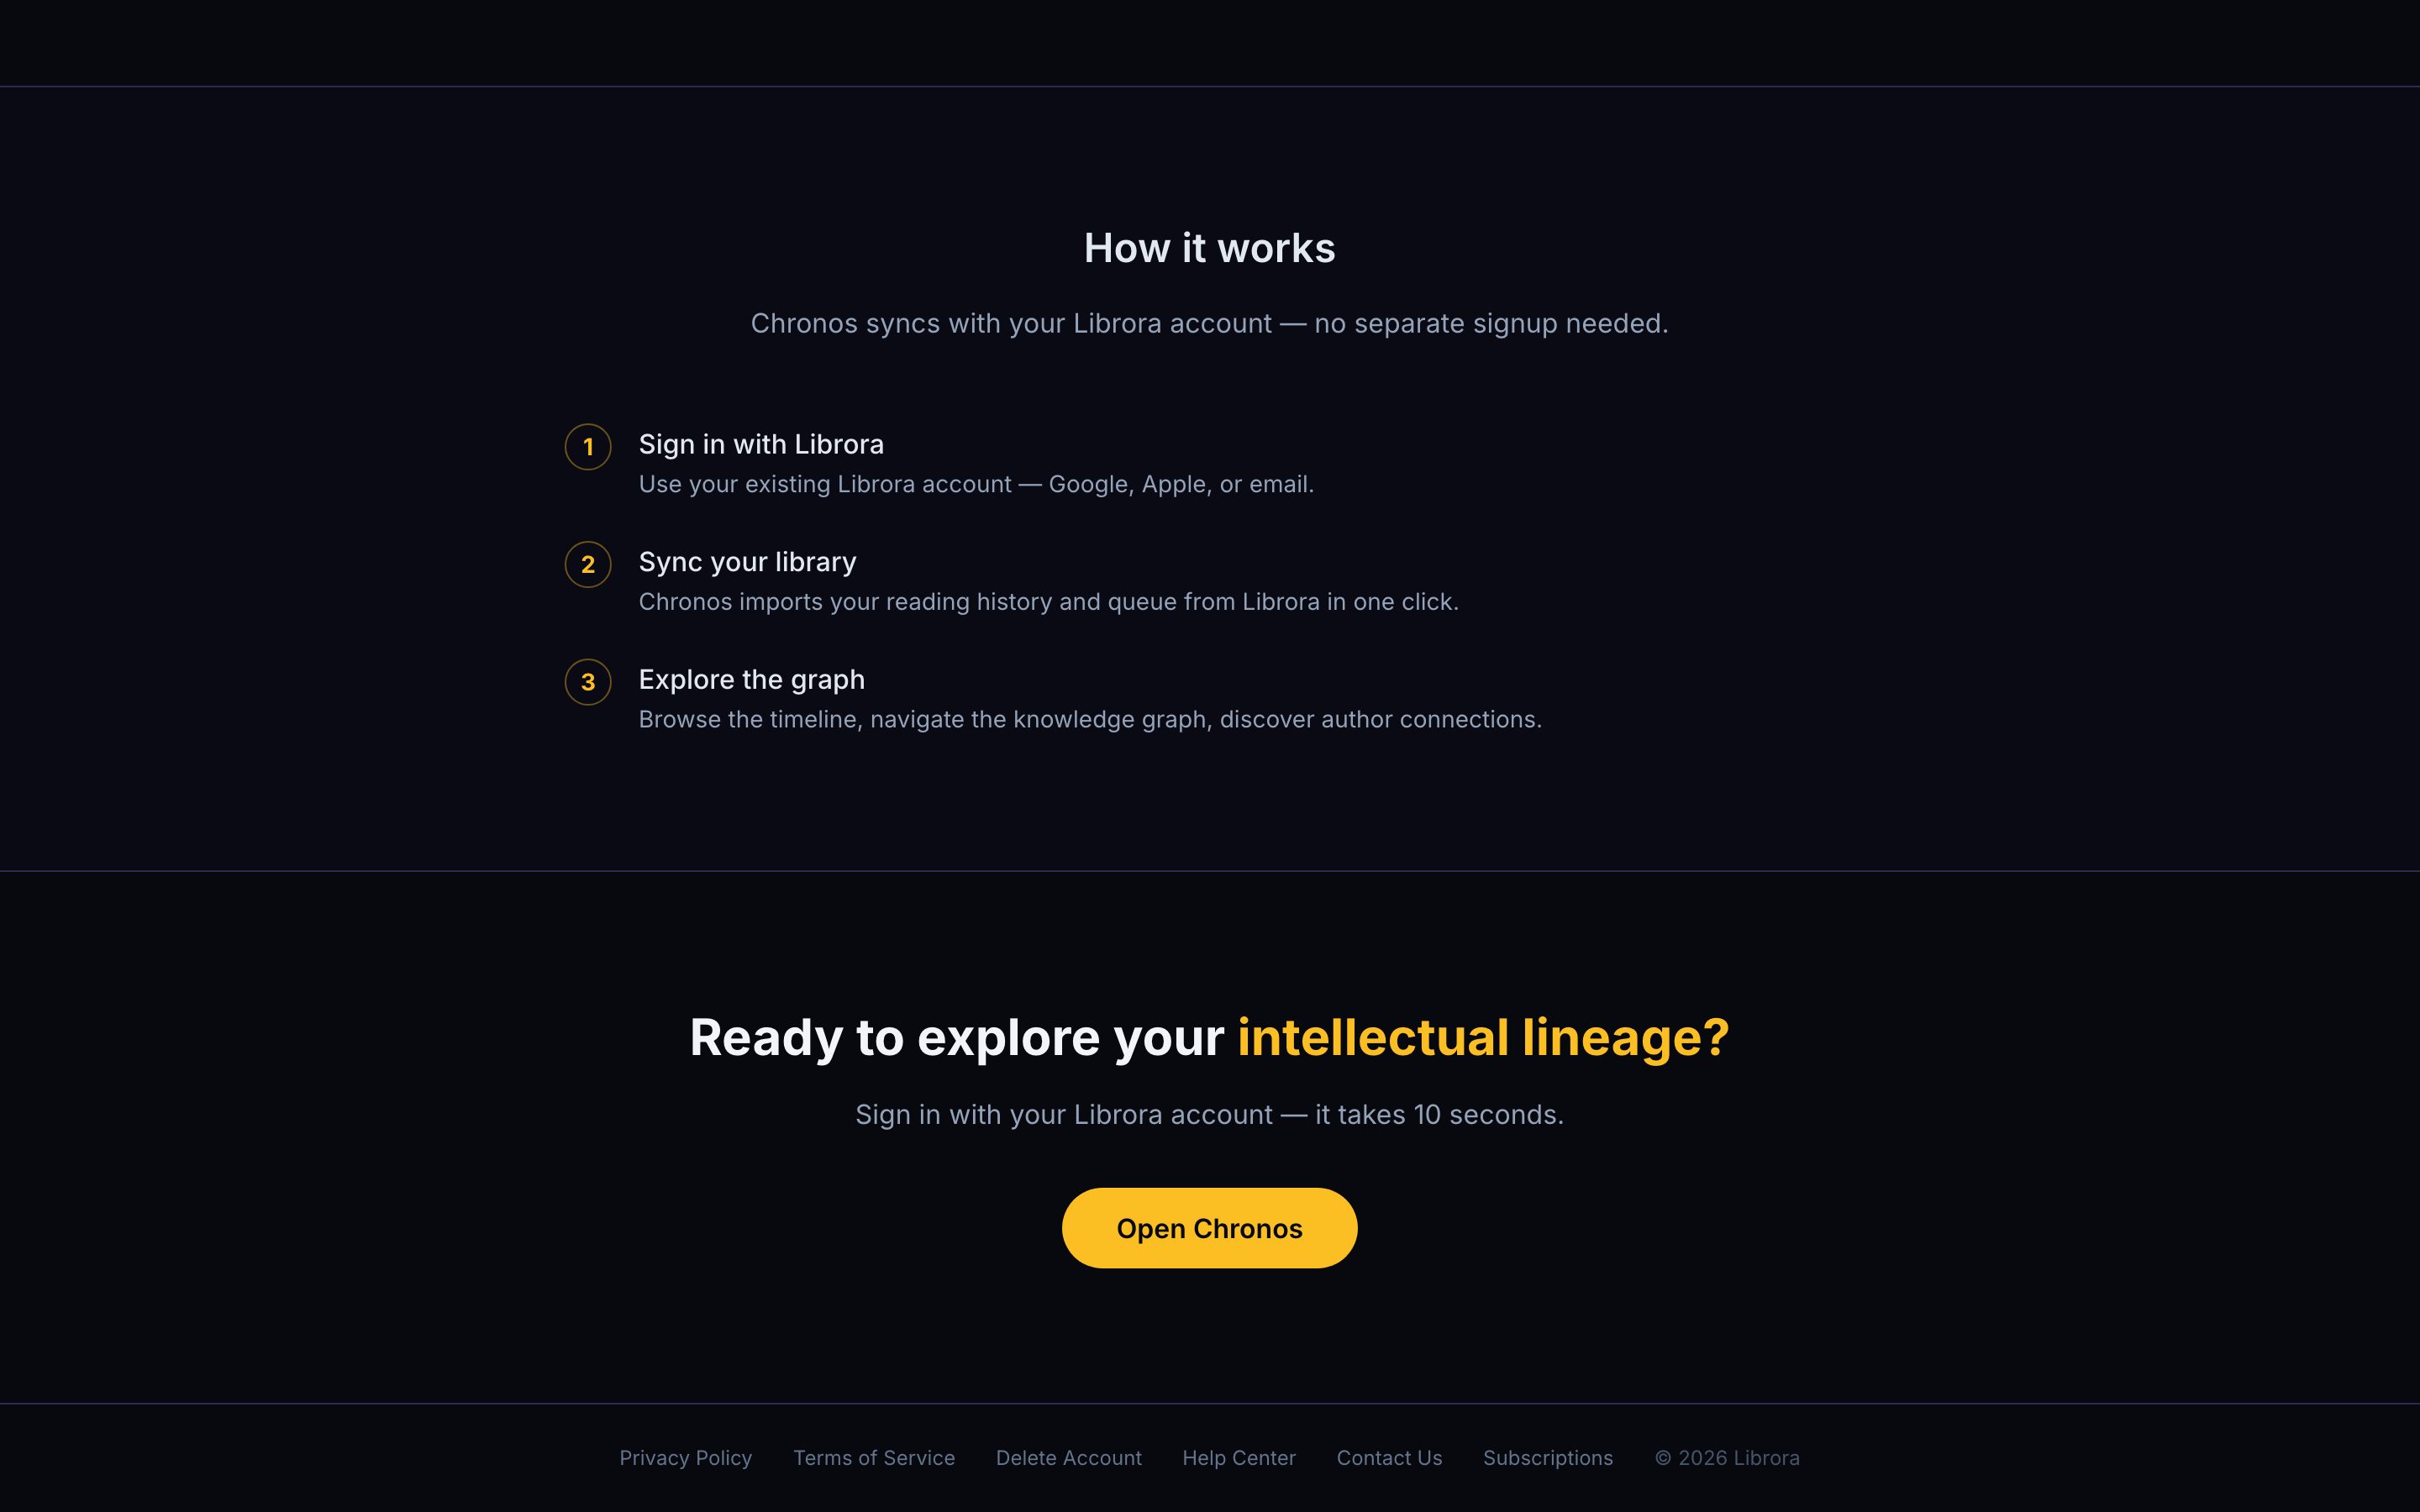 How it works
Chronos syncs with your Librora account — no separate signup needed.
1
Sign in with Librora
Use your existing Librora account — Google, Apple, or email.
2
Sync your library
Chronos imports your reading history and queue from Librora in one click.
3
Explore the graph
Browse the timeline, navigate the knowledge graph, discover author connections.
Ready to explore your intellectual lineage?
Sign in with your Librora account — it takes 10 seconds.
Open Chronos
Privacy Policy Terms of Service Delete Account Help Center Contact Us Subscriptions © 2026 Librora